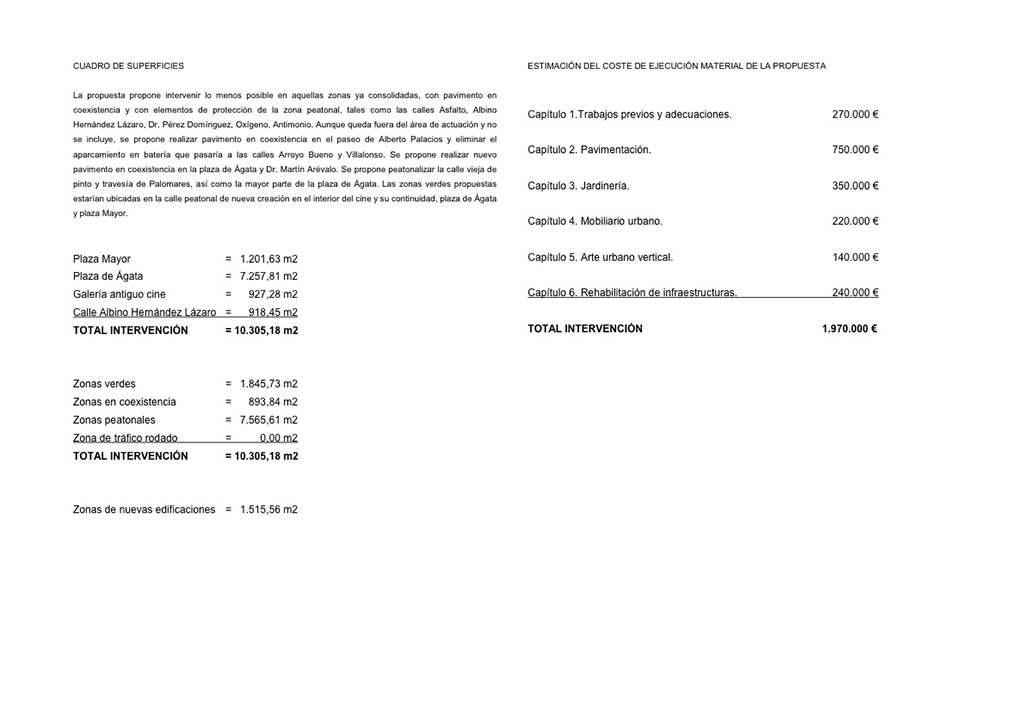 CUADRO DE SUPERFICIES
La propuesta propone intervenir lo menos posible en aquellas zonas ya consolidadas, con pavimento en
coexistencia y con elementos de protección de la zona peatonal, tales como las calles Asfalto, Albino
Hernández Lázaro, Dr. Pérez Domínguez, Oxígeno, Antimonio. Aunque queda fuera del área de actuación y no
se incluye, se propone realizar pavimento en coexistencia en el paseo de Alberto Palacios y eliminar el
aparcamiento en batería que pasaría a las calles Arroyo Bueno y Villalonso. Se propone realizar nuevo
pavimento en coexistencia en la plaza de Ágata y Dr. Martín Arévalo. Se propone peatonalizar la calle vieja de
pinto y travesía de Palomares, así como la mayor parte de la plaza de Ágata. Las zonas verdes propuestas
estarían ubicadas en la calle peatonal de nueva creación en el interior del cine y su continuidad, plaza de Ágata
y plaza Mayor.
Plaza Mayor = 1.201,63 m2
Plaza de Ágata = 7.257,81 m2
Galería antiguo cine = 927,28 m2
Calle Albino Hernández Lázaro = 918,45 m2
TOTAL INTERVENCIÓN = 10.305,18 m2
Zonas verdes = 1.845,73 m2
Zonas en coexistencia = 893,84 m2
Zonas peatonales = 7.565,61 m2
Zona de tráfico rodado = 0,00 m2
TOTAL INTERVENCIÓN = 10.305,18 m2
Zonas de nuevas edificaciones = 1.515,56 m2
ESTIMACIÓN DEL COSTE DE EJECUCIÓN MATERIAL DE LA PROPUESTA
Capítulo 1.Trabajos previos y adecuaciones. 270.000 €
Capítulo 2. Pavimentación. 750.000 €
Capítulo 3. Jardinería. 350.000 €
Capítulo 4. Mobiliario urbano. 220.000 €
Capítulo 5. Arte urbano vertical. 140.000 €
Capítulo 6. Rehabilitación de infraestructuras. 240.000 €
TOTAL INTERVENCIÓN 1.970.000 €